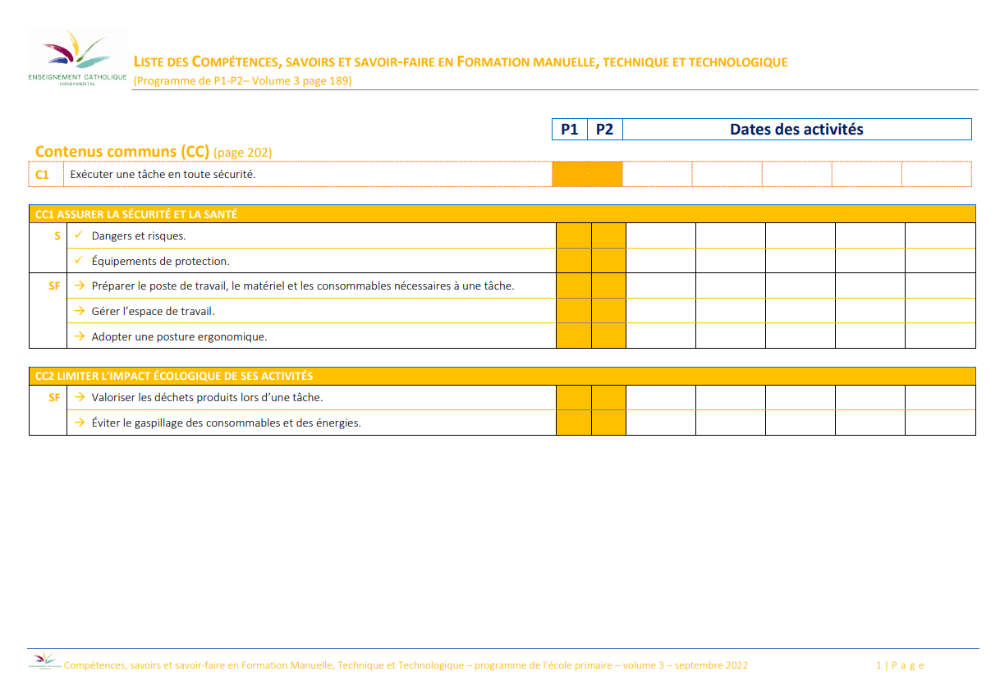 ENSEIGNEMENT CATHOLIQUE
FONDAMENTAL
LISTE DES COMPÉTENCES, SAVOIRS ET SAVOIR-FAIRE EN FORMATION MANUELLE, TECHNIQUE ET TECHNOLOGIQUE
(Programme de P1-P2– Volume 3 page 189)
P1 P2 Dates des activités
Contenus communs (CC) (page 202)
C1 Exécuter une tâche en toute sécurité.
CC1 ASSURER LA SÉCURITÉ ET LA SANTÉ
S ✓ Dangers et risques.
✓ Équipements de protection.
SF → Préparer le poste de travail, le matériel et les consommables nécessaires à une tâche.
→ Gérer l’espace de travail.
→ Adopter une posture ergonomique.
CC2 LIMITER L’IMPACT ÉCOLOGIQUE DE SES ACTIVITÉS
SF → Valoriser les déchets produits lors d’une tâche.
→ Éviter le gaspillage des consommables et des énergies.
ENSEIGNEMENT CATHOLIQUE
Compétences, savoirs et savoir-faire en Formation Manuelle, Technique et Technologique – programme de l’école primaire – volume 3 – septembre 2022 1 | P a g e